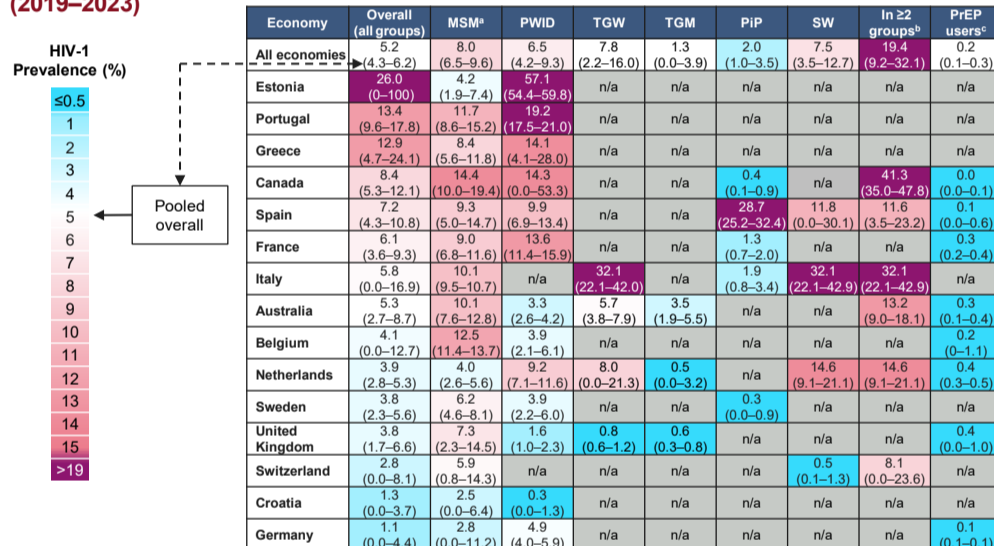 (2019–2023)
HIV-1
Prevalence (%)
≤0.5
1
2
3
4
5
6
7
8
9
10
11
12
13
14
15
>19
Pooled
overall
Economy Overall (all groups) MSMᵃ PWID TGW TGM PiP SW In ≥2 groupsᵇ PrEP usersᶜ
All economies 5.2 8.0 6.5 7.8 1.3 2.0 7.5 19.4 0.2
(4.3–6.2) (6.5–9.6) (4.2–9.3) (2.2–16.0) (0.0–3.9) (1.0–3.5) (3.5–12.7) (9.2–32.1) (0.1–0.3)
Estonia 26.0 4.2 57.1 n/a n/a n/a n/a n/a n/a
(0–100) (1.9–7.4) (54.4–59.8)
Portugal 13.4 11.7 19.2 n/a n/a n/a n/a n/a n/a
(9.6–17.8) (8.6–15.2) (17.5–21.0)
Greece 12.9 8.4 14.1 n/a n/a n/a n/a n/a n/a
(4.7–24.1) (5.6–11.8) (4.1–28.0)
Canada 8.4 14.4 14.3 n/a n/a 0.4 n/a 41.3 0.0
(5.3–12.1) (10.0–19.4) (0.0–53.3) (0.1–0.9) (35.0–47.8) (0.0–0.1)
Spain 7.2 9.3 9.9 n/a n/a 28.7 11.8 11.6 0.1
(4.3–10.8) (5.0–14.7) (6.9–13.4) (25.2–32.4) (0.0–30.1) (3.5–23.2) (0.0–0.6)
France 6.1 9.0 13.6 n/a n/a 1.3 n/a n/a 0.3
(3.6–9.3) (6.8–11.6) (11.4–15.9) (0.7–2.0) (0.2–0.4)
Italy 5.8 10.1 n/a 32.1 n/a 1.9 32.1 32.1 n/a
(0.0–16.9) (9.5–10.7) (22.1–42.0) (0.8–3.4) (22.1–42.9) (22.1–42.9)
Australia 5.3 10.1 3.3 5.7 3.5 n/a n/a 13.2 0.3
(2.7–8.7) (7.6–12.8) (2.6–4.2) (3.8–7.9) (1.9–5.5) (9.0–18.1) (0.1–0.4)
Belgium 4.1 12.5 3.9 n/a n/a n/a n/a n/a 0.2
(0.0–12.7) (11.4–13.7) (2.1–6.1) (0–1.1)
Netherlands 3.9 4.0 9.2 8.0 0.5 n/a 14.6 14.6 0.4
(2.8–5.3) (2.6–5.6) (7.1–11.6) (0.0–21.3) (0.0–3.2) (9.1–21.1) (9.1–21.1) (0.3–0.5)
Sweden 3.8 6.2 3.9 n/a n/a 0.3 n/a n/a n/a
(2.3–5.6) (4.6–8.1) (2.2–6.0) (0.0–0.9)
United Kingdom 3.8 7.3 1.6 0.8 0.6 n/a n/a n/a 0.4
(1.7–6.6) (2.3–14.5) (1.0–2.3) (0.6–1.2) (0.3–0.8) (0.0–1.0)
Switzerland 2.8 5.9 n/a n/a n/a n/a 0.5 8.1 n/a
(0.0–8.1) (0.8–14.3) (0.1–1.3) (0.0–23.6)
Croatia 1.3 2.5 0.3 n/a n/a n/a n/a n/a n/a
(0.0–3.7) (0.0–6.4) (0.0–1.3)
Germany 1.1 2.8 4.9 n/a n/a n/a n/a n/a 0.1
(0.0–4.4) (0.0–11.2) (4.0–5.9) (0.1–0.1)